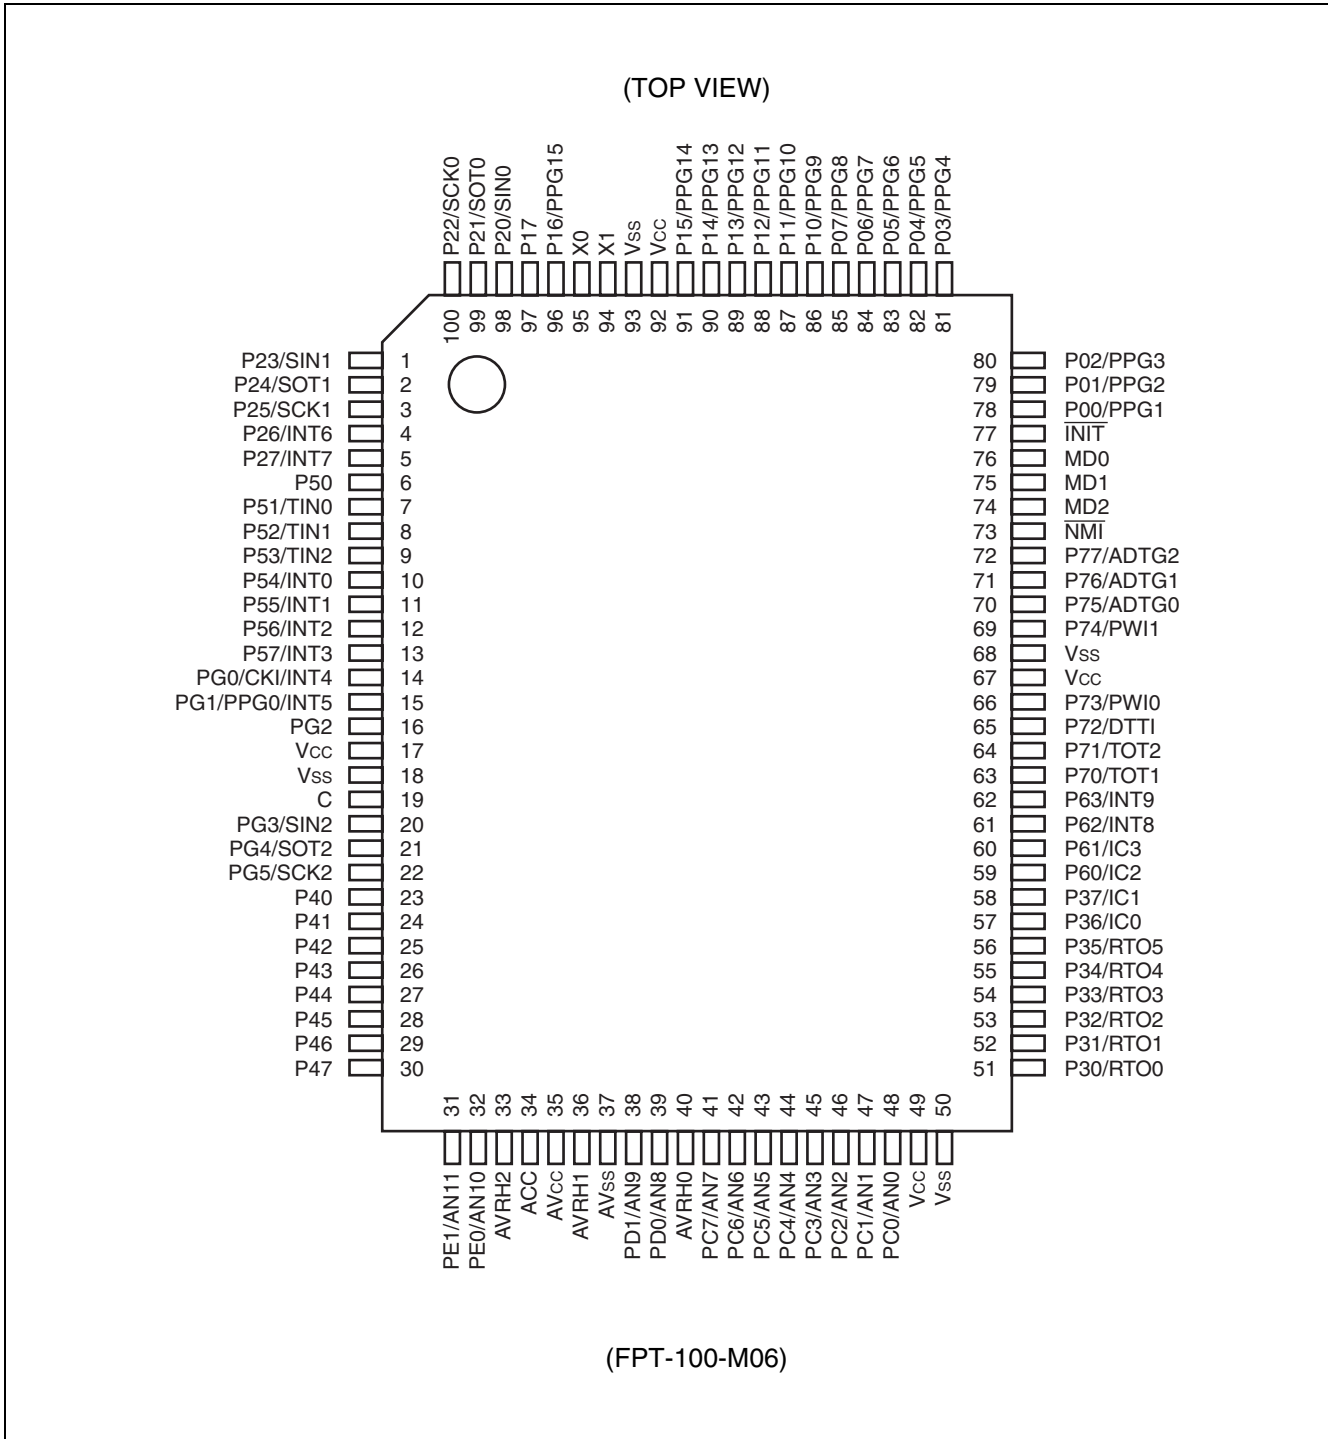 (TOP VIEW)
P22/SCK0
P21/SOT0
P20/SIN0
P17
P16/PPG15
X0
X1
Vss
Vcc
P15/PPG14
P14/PPG13
P13/PPG12
P12/PPG11
P11/PPG10
P10/PPG9
P07/PPG8
P06/PPG7
P05/PPG6
P04/PPG5
P03/PPG4
100
99
98
97
96
95
94
93
92
91
90
89
88
87
86
85
84
83
82
81
P23/SIN1 1
P24/SOT1 2
P25/SCK1 3
P26/INT6 4
P27/INT7 5
P50 6
P51/TIN0 7
P52/TIN1 8
P53/TIN2 9
P54/INT0 10
P55/INT1 11
P56/INT2 12
P57/INT3 13
PG0/CKI/INT4 14
PG1/PPG0/INT5 15
PG2 16
Vcc 17
Vss 18
C 19
PG3/SIN2 20
PG4/SOT2 21
PG5/SCK2 22
P40 23
P41 24
P42 25
P43 26
P44 27
P45 28
P46 29
P47 30
80 P02/PPG3
79 P01/PPG2
78 P00/PPG1
77 INIT
76 MD0
75 MD1
74 MD2
73 NMI
72 P77/ADTG2
71 P76/ADTG1
70 P75/ADTG0
69 P74/PWI1
68 Vss
67 Vcc
66 P73/PWI0
65 P72/DTTI
64 P71/TOT2
63 P70/TOT1
62 P63/INT9
61 P62/INT8
60 P61/IC3
59 P60/IC2
58 P37/IC1
57 P36/IC0
56 P35/RTO5
55 P34/RTO4
54 P33/RTO3
53 P32/RTO2
52 P31/RTO1
51 P30/RTO0
31
32
33
34
35
36
37
38
39
40
41
42
43
44
45
46
47
48
49
50
PE1/AN11
PE0/AN10
AVRH2
ACC
AVcc
AVRH1
AVss
PD1/AN9
PD0/AN8
AVRH0
PC7/AN7
PC6/AN6
PC5/AN5
PC4/AN4
PC3/AN3
PC2/AN2
PC1/AN1
PC0/AN0
Vcc
Vss
(FPT-100-M06)